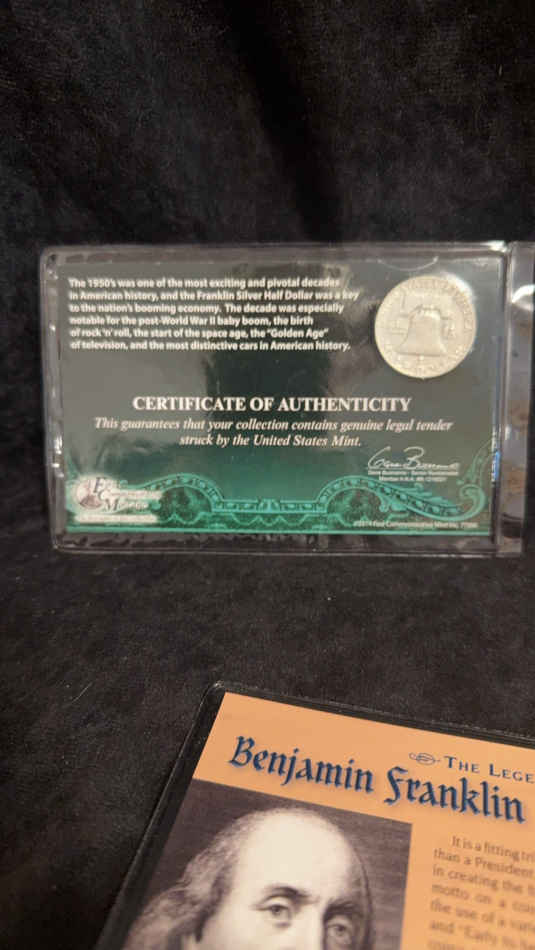 The 1950's was one of the most exciting and pivotal decades
in American history, and the Franklin Silver Half Dollar was a key
to the nation's booming economy. The decade was especially
notable for the post-World War II baby boom, the birth
of rock 'n' roll, the start of the space age, the "Golden Age"
of television, and the most distinctive cars in American history.
CERTIFICATE OF AUTHENTICITY
This guarantees that your collection contains genuine legal tender
struck by the United States Mint.
First
Commemorative
Mint
THE LEGE
Benjamin Franklin
It is a fitting tri
than a President
in creating the
motto on a
the use of a
and "Early